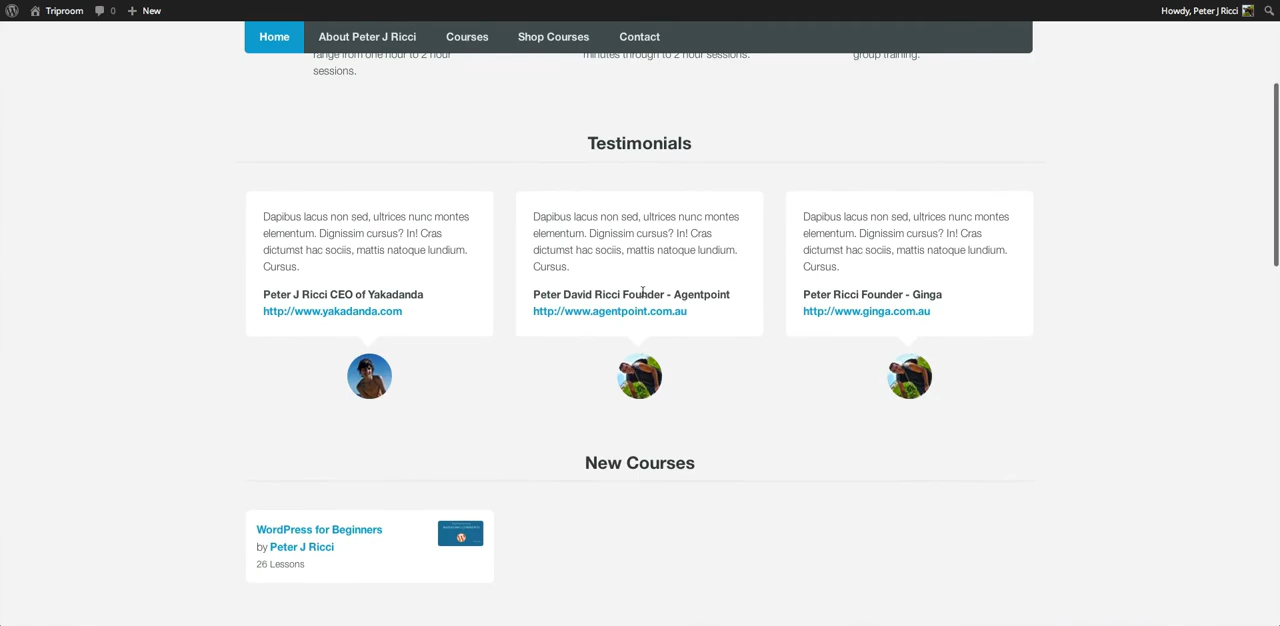 Triproom 0 New Howdy, Peter J Ricci
Home About Peter J Ricci Courses Shop Courses Contact
range from one hour to 2 hour
sessions.
minutes through to 2 hour sessions.
group training.
Testimonials
Dapibus lacus non sed, ultrices nunc montes
elementum. Dignissim cursus? In! Cras
dictumst hac sociis, mattis natoque lundium.
Cursus.
Peter J Ricci CEO of Yakadanda
http://www.yakadanda.com
Dapibus lacus non sed, ultrices nunc montes
elementum. Dignissim cursus? In! Cras
dictumst hac sociis, mattis natoque lundium.
Cursus.
Peter David Ricci Founder - Agentpoint
http://www.agentpoint.com.au
Dapibus lacus non sed, ultrices nunc montes
elementum. Dignissim cursus? In! Cras
dictumst hac sociis, mattis natoque lundium.
Cursus.
Peter Ricci Founder - Ginga
http://www.ginga.com.au
New Courses
WordPress for Beginners
by Peter J Ricci
26 Lessons